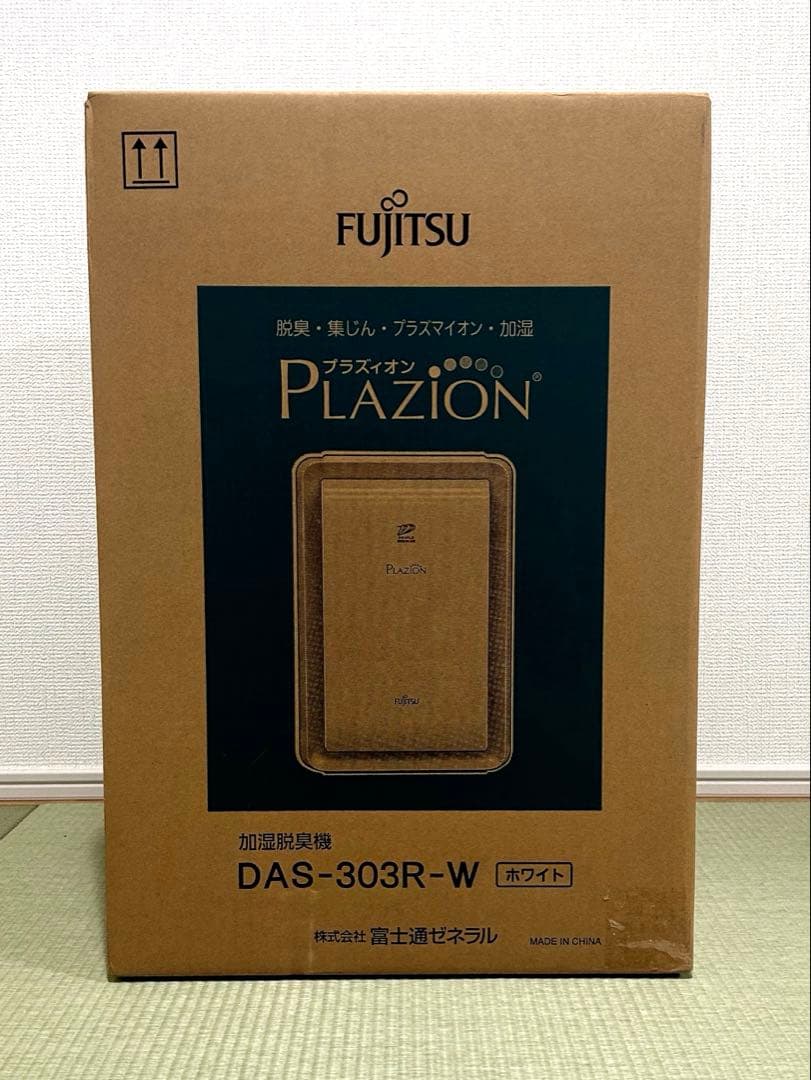 FUJITSU
脱臭・集じん・プラズマイオン・加湿
プラズィオン
PLAZION®
PLAZION
FUJITSU
加湿脱臭機
DAS-303R-W ホワイト
株式会社 富士通ゼネラル
MADE IN CHINA